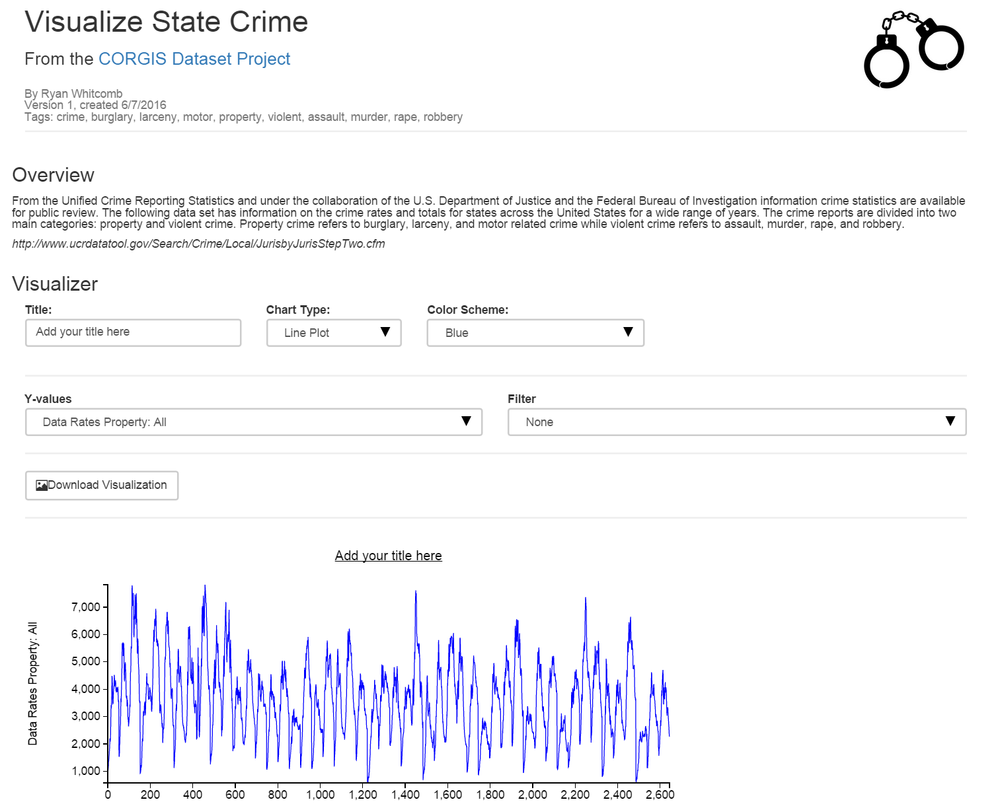 Visualize State Crime
From the CORGIS Dataset Project
By Ryan Whitcomb
Version 1, created 6/7/2016
Tags: crime, burglary, larceny, motor, property, violent, assault, murder, rape, robbery
Overview
From the Unified Crime Reporting Statistics and under the collaboration of the U.S. Department of Justice and the Federal Bureau of Investigation information crime statistics are available
for public review. The following data set has information on the crime rates and totals for states across the United States for a wide range of years. The crime reports are divided into two
main categories: property and violent crime. Property crime refers to burglary, larceny, and motor related crime while violent crime refers to assault, murder, rape, and robbery.
http://www.ucrdatatool.gov/Search/Crime/Local/JurisbyJurisStepTwo.cfm
Visualizer
Title: Chart Type: Color Scheme:
Add your title here Line Plot Blue
Y-values Filter
Data Rates Property: All None
Download Visualization
Add your title here
Data Rates Property: All
7,000
6,000
5,000
4,000
3,000
2,000
1,000
0 200 400 600 800 1,000 1,200 1,400 1,600 1,800 2,000 2,200 2,400 2,600